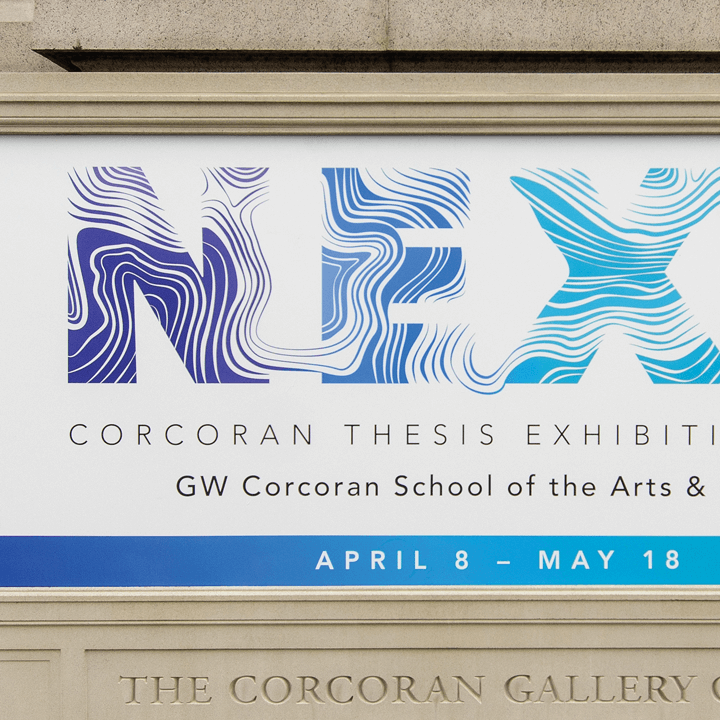 NEX
CORCORAN THESIS EXHIBITI
GW Corcoran School of the Arts &
APRIL 8 – MAY 18
THE CORCORAN GALLERY